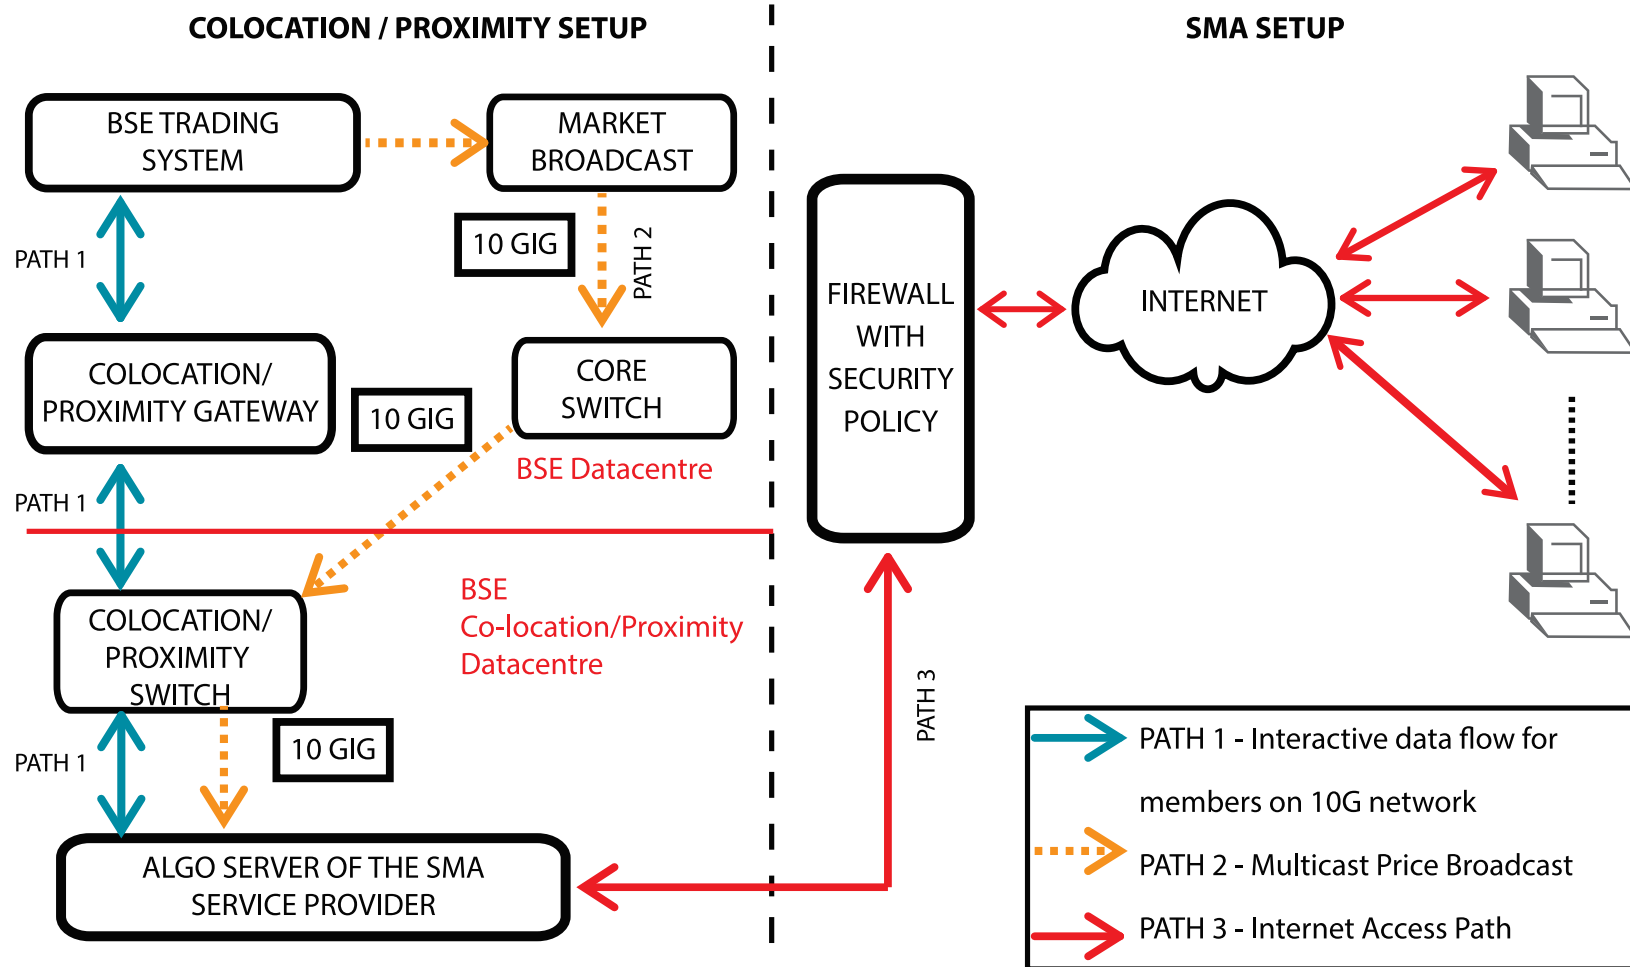 COLOCATION / PROXIMITY SETUP
SMA SETUP
BSE TRADING
SYSTEM
MARKET
BROADCAST
PATH 1
10 GIG
PATH 2
COLOCATION/
PROXIMITY GATEWAY
10 GIG
CORE
SWITCH
BSE Datacentre
PATH 1
COLOCATION/
PROXIMITY
SWITCH
BSE
Co-location/Proximity
Datacentre
PATH 1
10 GIG
ALGO SERVER OF THE SMA
SERVICE PROVIDER
FIREWALL
WITH
SECURITY
POLICY
INTERNET
PATH 3
PATH 1 - Interactive data flow for
members on 10G network
PATH 2 - Multicast Price Broadcast
PATH 3 - Internet Access Path